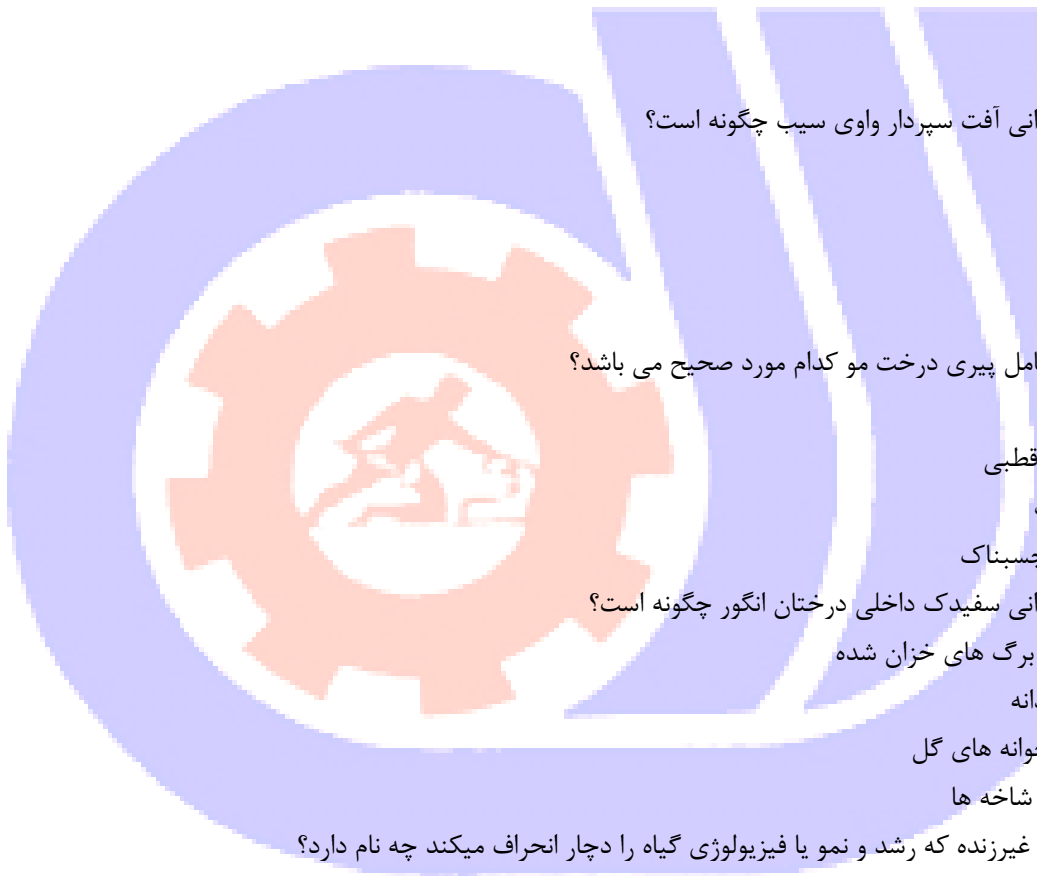 انی آفت سپردار واوی سیب چگونه است؟
امل پیری درخت مو کدام مورد صحیح می باشد؟
قطبی
چسبناک
انی سفیدک داخلی درختان انگور چگونه است؟
برگ های خزان شده
دانه
جوانه های گل
شاخه ها
غیرزنده که رشد و نمو یا فیزیولوژی گیاه را دچار انحراف میکند چه نام دارد؟